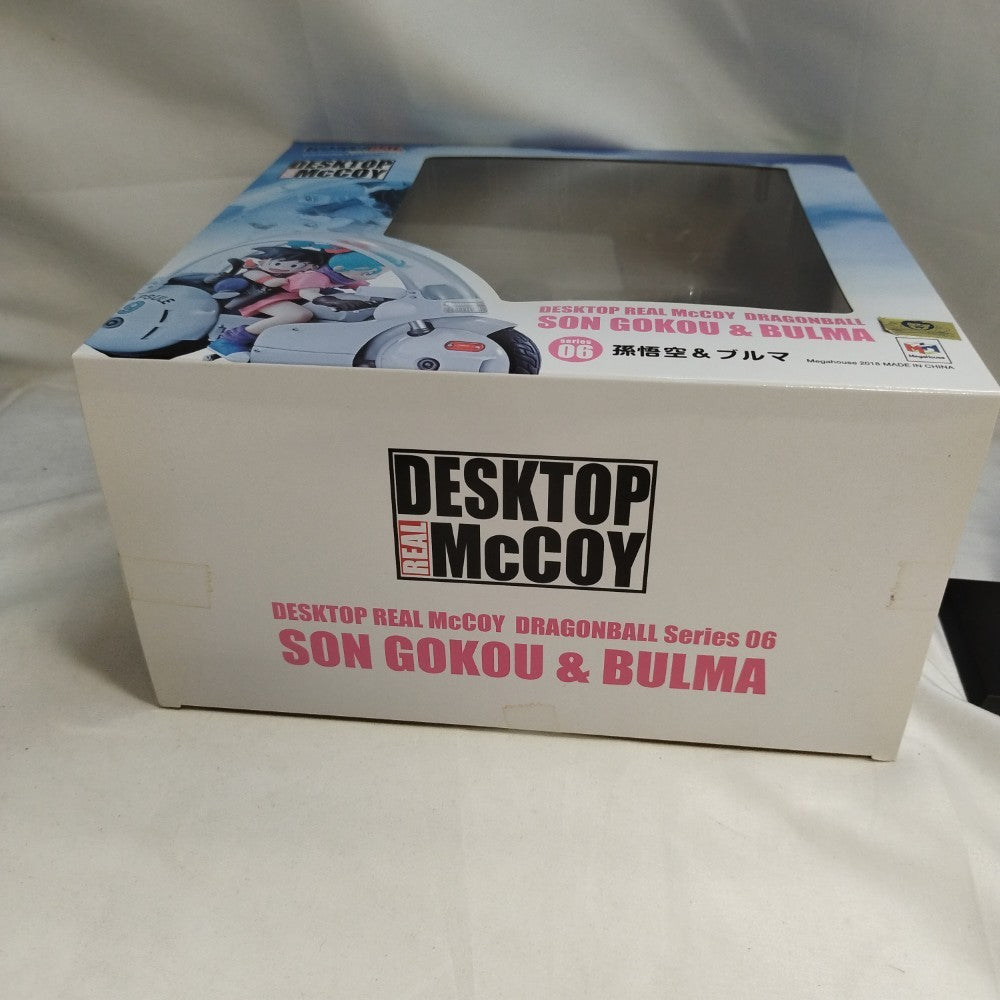 DESKTOP
McCOY
DESKTOP REAL McCOY DRAGONBALL
SON GOKOU & BULMA
series
06
孫悟空&ブルマ
Megahouse
Megahouse 2018 MADE IN CHINA
DESKTOP
REAL
McCOY
DESKTOP REAL McCOY DRAGONBALL Series 06
SON GOKOU & BULMA